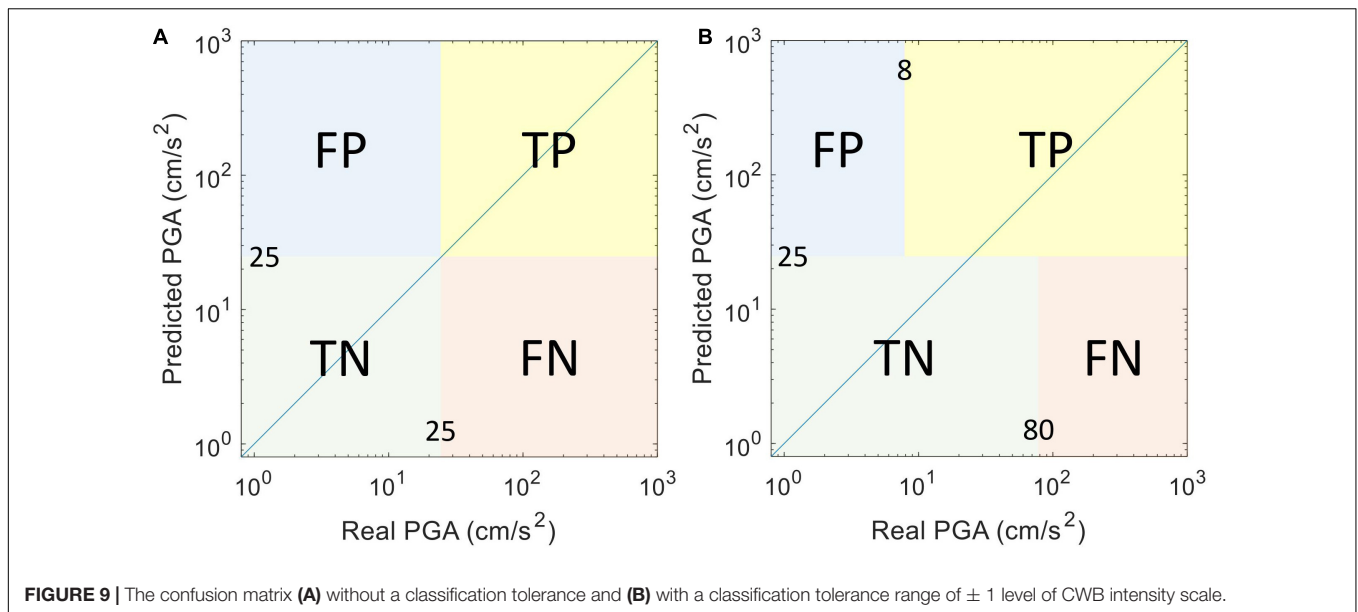 A
Predicted PGA (cm/s²)
10³
10²
10¹
10⁰
FP
TP
25
TN
FN
25
10⁰ 10¹ 10² 10³
Real PGA (cm/s²)
B
Predicted PGA (cm/s²)
10³
10²
10¹
10⁰
8
FP
TP
25
TN
FN
80
10⁰ 10¹ 10² 10³
Real PGA (cm/s²)
FIGURE 9 | The confusion matrix (A) without a classification tolerance and (B) with a classification tolerance range of ± 1 level of CWB intensity scale.